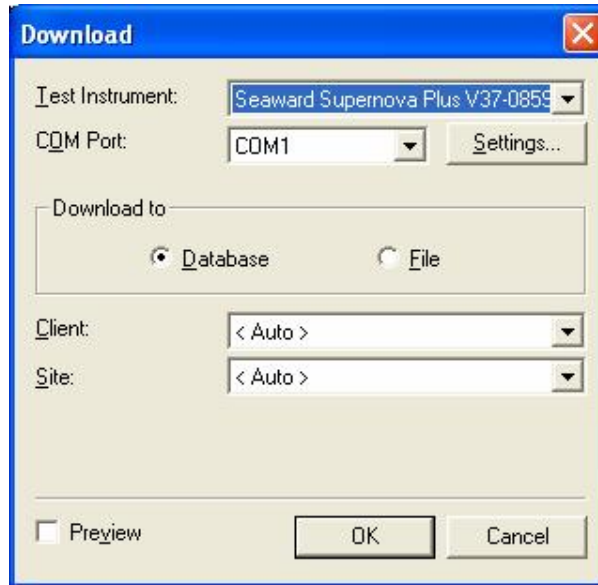 Download
Test Instrument: Seaward Supernova Plus V37-085S
COM Port: COM1 Settings...
Download to
Database File
Client: < Auto >
Site: < Auto >
Preview OK Cancel